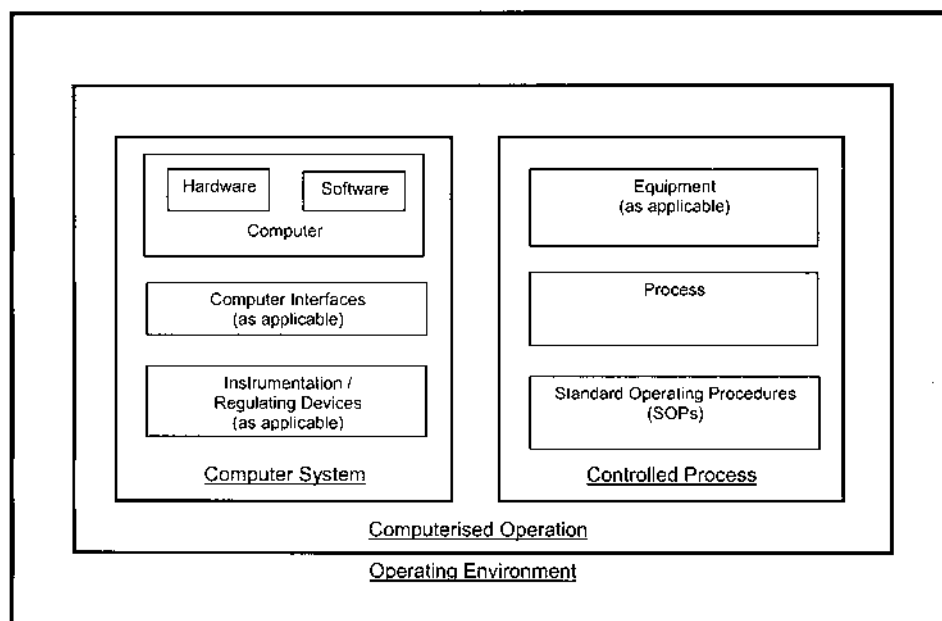 Hardware
Software
Computer
Computer Interfaces
(as applicable)
Instrumentation /
Regulating Devices
(as applicable)
Computer System
Equipment
(as applicable)
Process
Standard Operating Procedures
(SOPs)
Controlled Process
Computerised Operation
Operating Environment